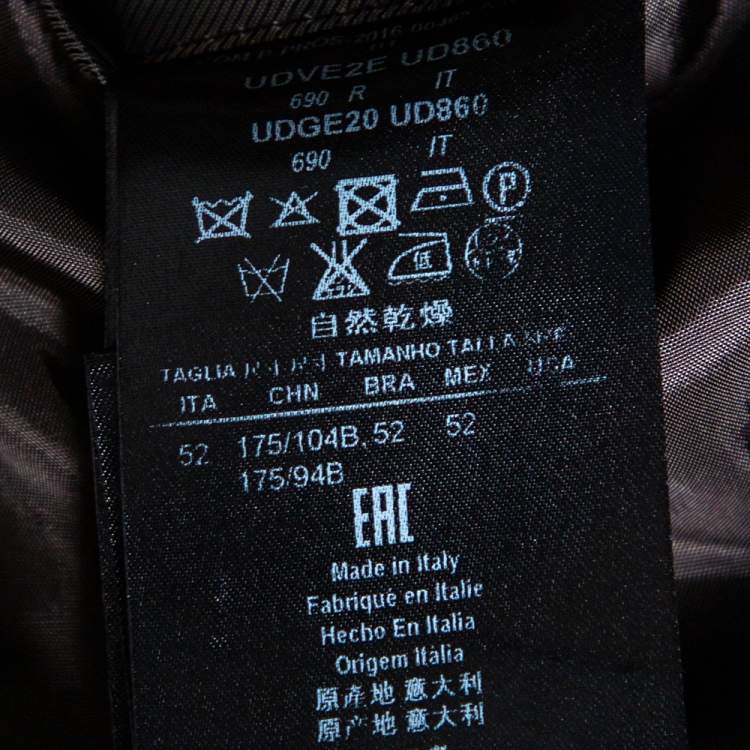 UDVE2E UD860
690 R IT
UDGE20 UD860
690 IT
P
低
自然乾燥
TAGLIA TAMANHO TALLA
ITA CHN BRA MEX USA
52 175/104B, 52 52
175/94B
EAC
Made in Italy
Fabriqué en Italie
Hecho En Italia
Origem Itália
原產地 意大利
原产地 意大利